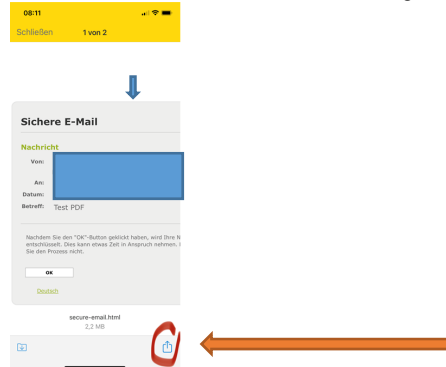 08:11
Schließen 1 von 2
Sichere E-Mail
Nachricht
Von:
An:
Datum:
Betreff: Test PDF
Nachdem Sie den "OK"-Button geklickt haben, wird Ihre N
entschlüsselt. Dies kann etwas Zeit in Anspruch nehmen.
Sie den Prozess nicht.
OK
Deutsch
secure-email.html
2,2 MB